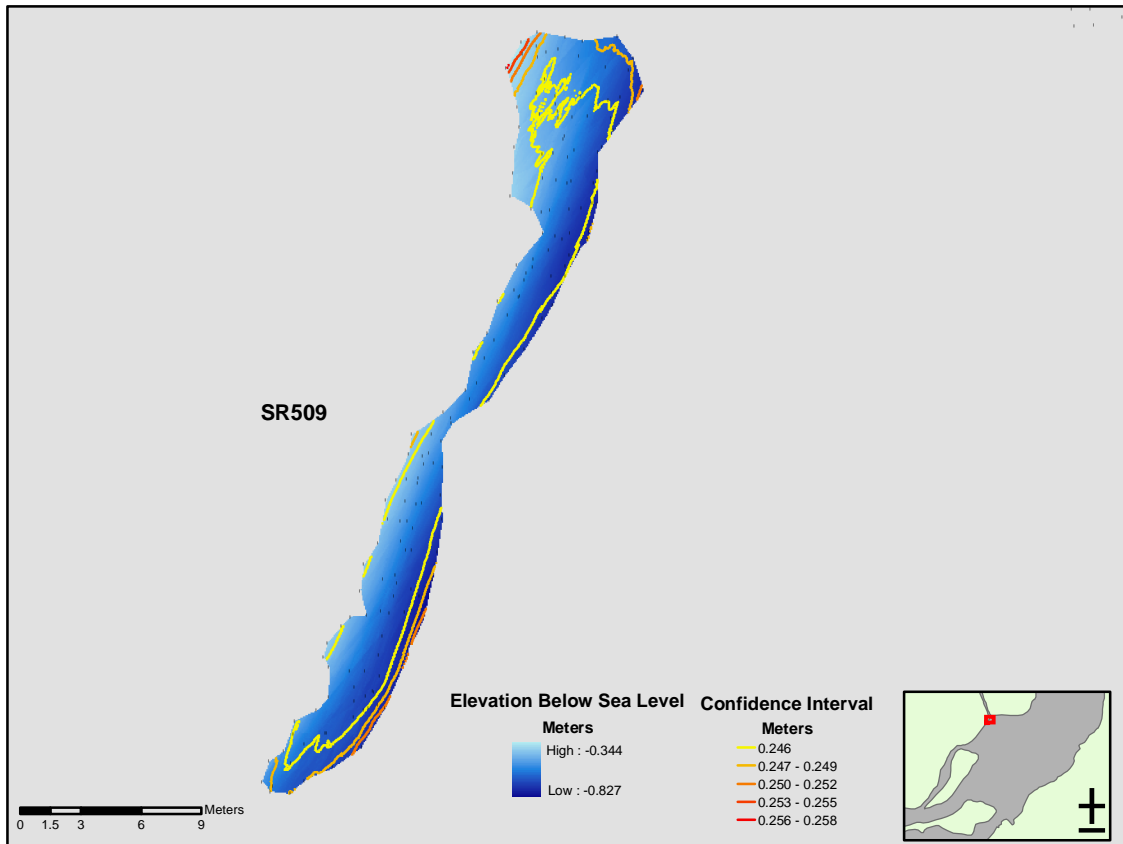 SR509
Elevation Below Sea Level
Meters
High : -0.344
Low : -0.827
Confidence Interval
Meters
0.246
0.247 - 0.249
0.250 - 0.252
0.253 - 0.255
0.256 - 0.258
Meters
0 1.5 3 6 9